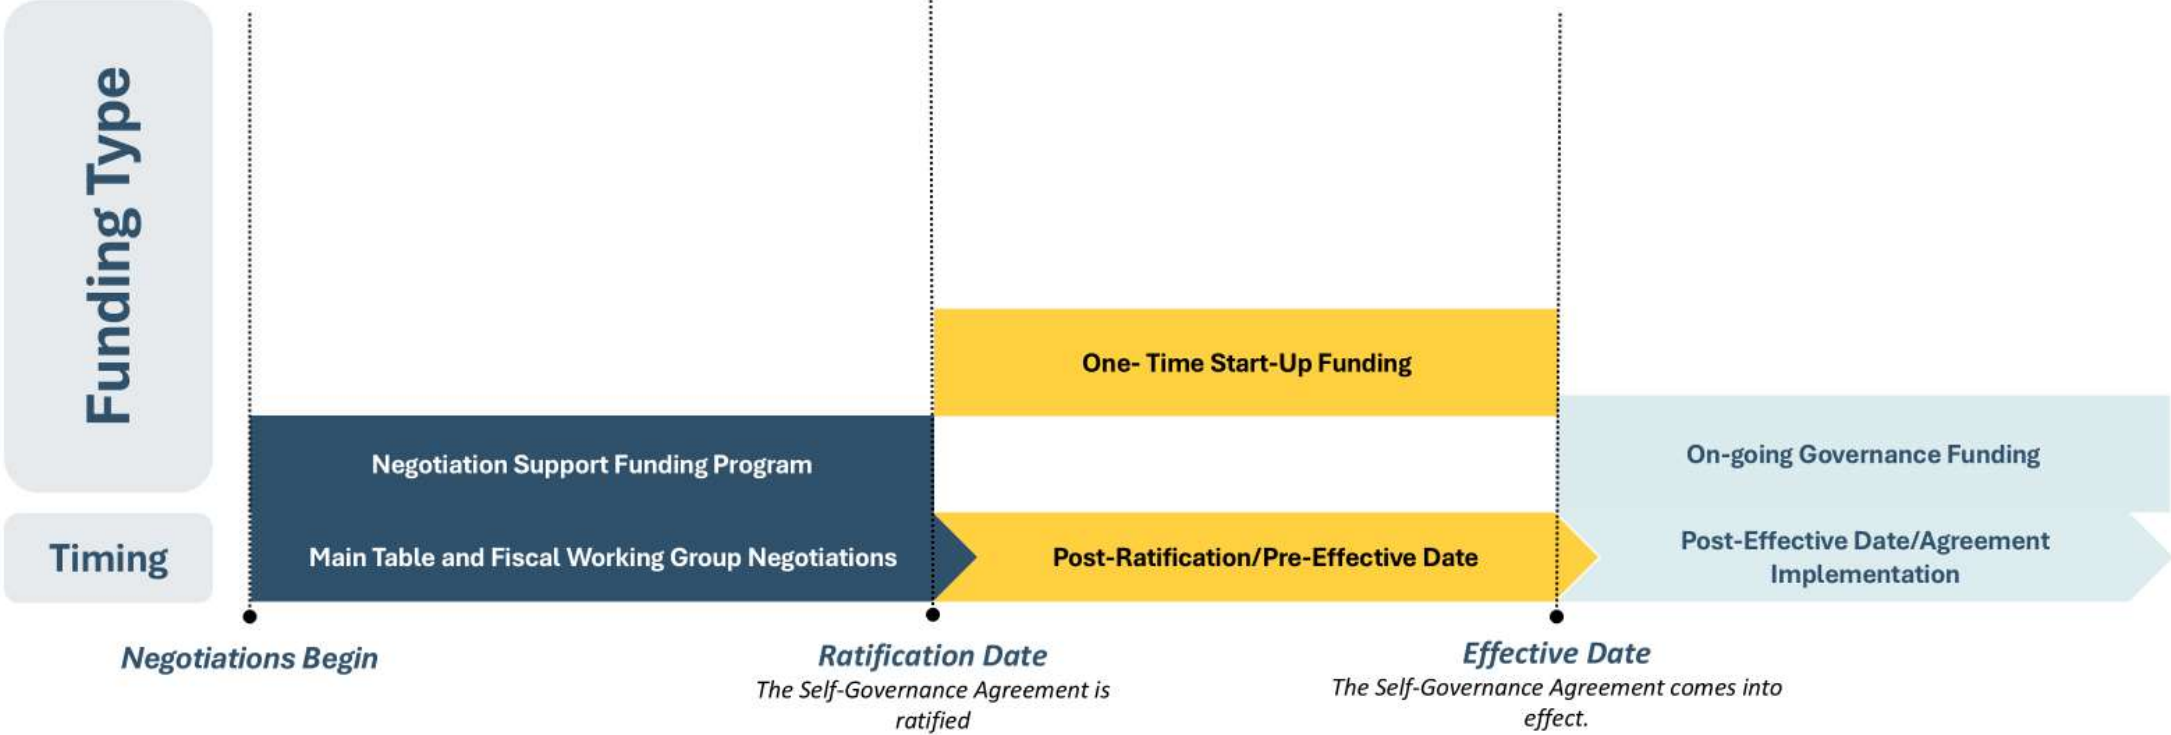 Funding Type
One- Time Start-Up Funding
Negotiation Support Funding Program
On-going Governance Funding
Timing
Main Table and Fiscal Working Group Negotiations
Post-Ratification/Pre-Effective Date
Post-Effective Date/Agreement
Implementation
Negotiations Begin
Ratification Date
The Self-Governance Agreement is
ratified
Effective Date
The Self-Governance Agreement comes into
effect.